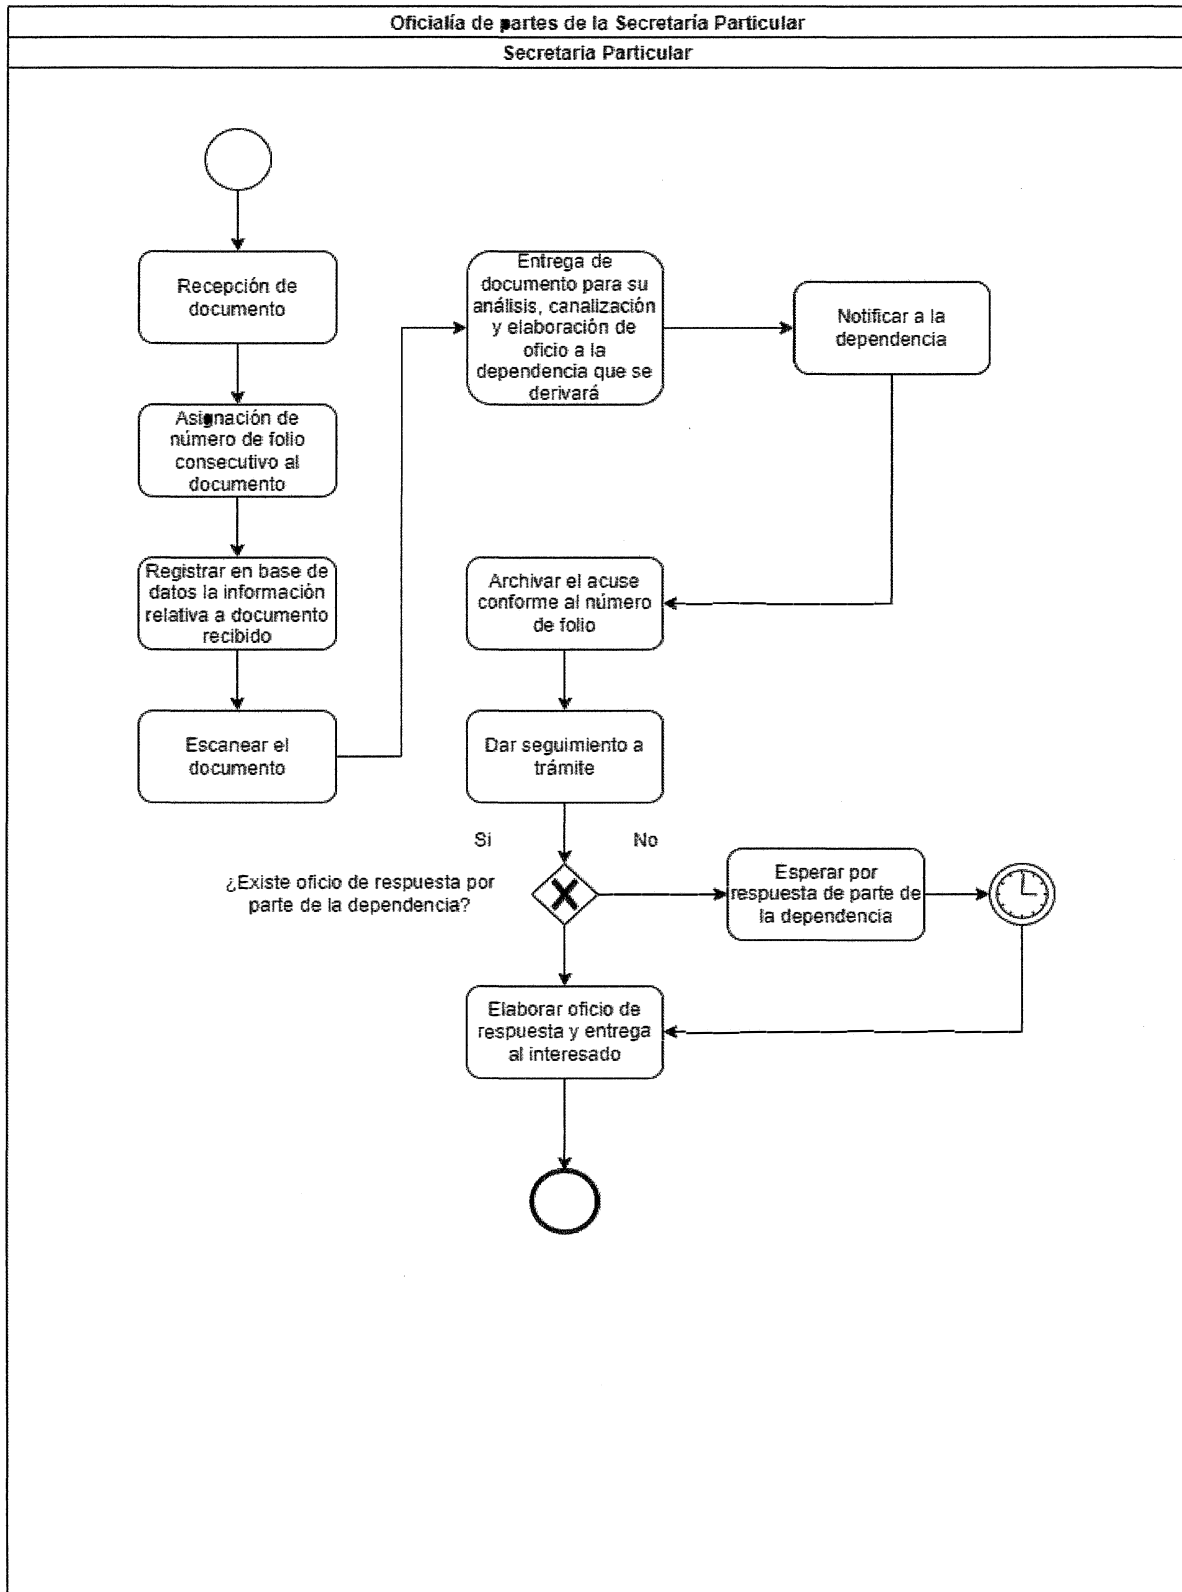 Oficialía de partes de la Secretaría Particular
Secretaria Particular
Recepción de
documento
Asignación de
número de folio
consecutivo al
documento
Registrar en base de
datos la información
relativa a documento
recibido
Escanear el
documento
Entrega de
documento para su
análisis, canalización
y elaboración de
oficio a la
dependencia que se
derivará
Notificar a la
dependencia
Archivar el acuse
conforme al número
de folio
Dar seguimiento a
trámite
Si
No
¿Existe oficio de respuesta por
parte de la dependencia?
Esperar por
respuesta de parte de
la dependencia
Elaborar oficio de
respuesta y entrega
al interesado